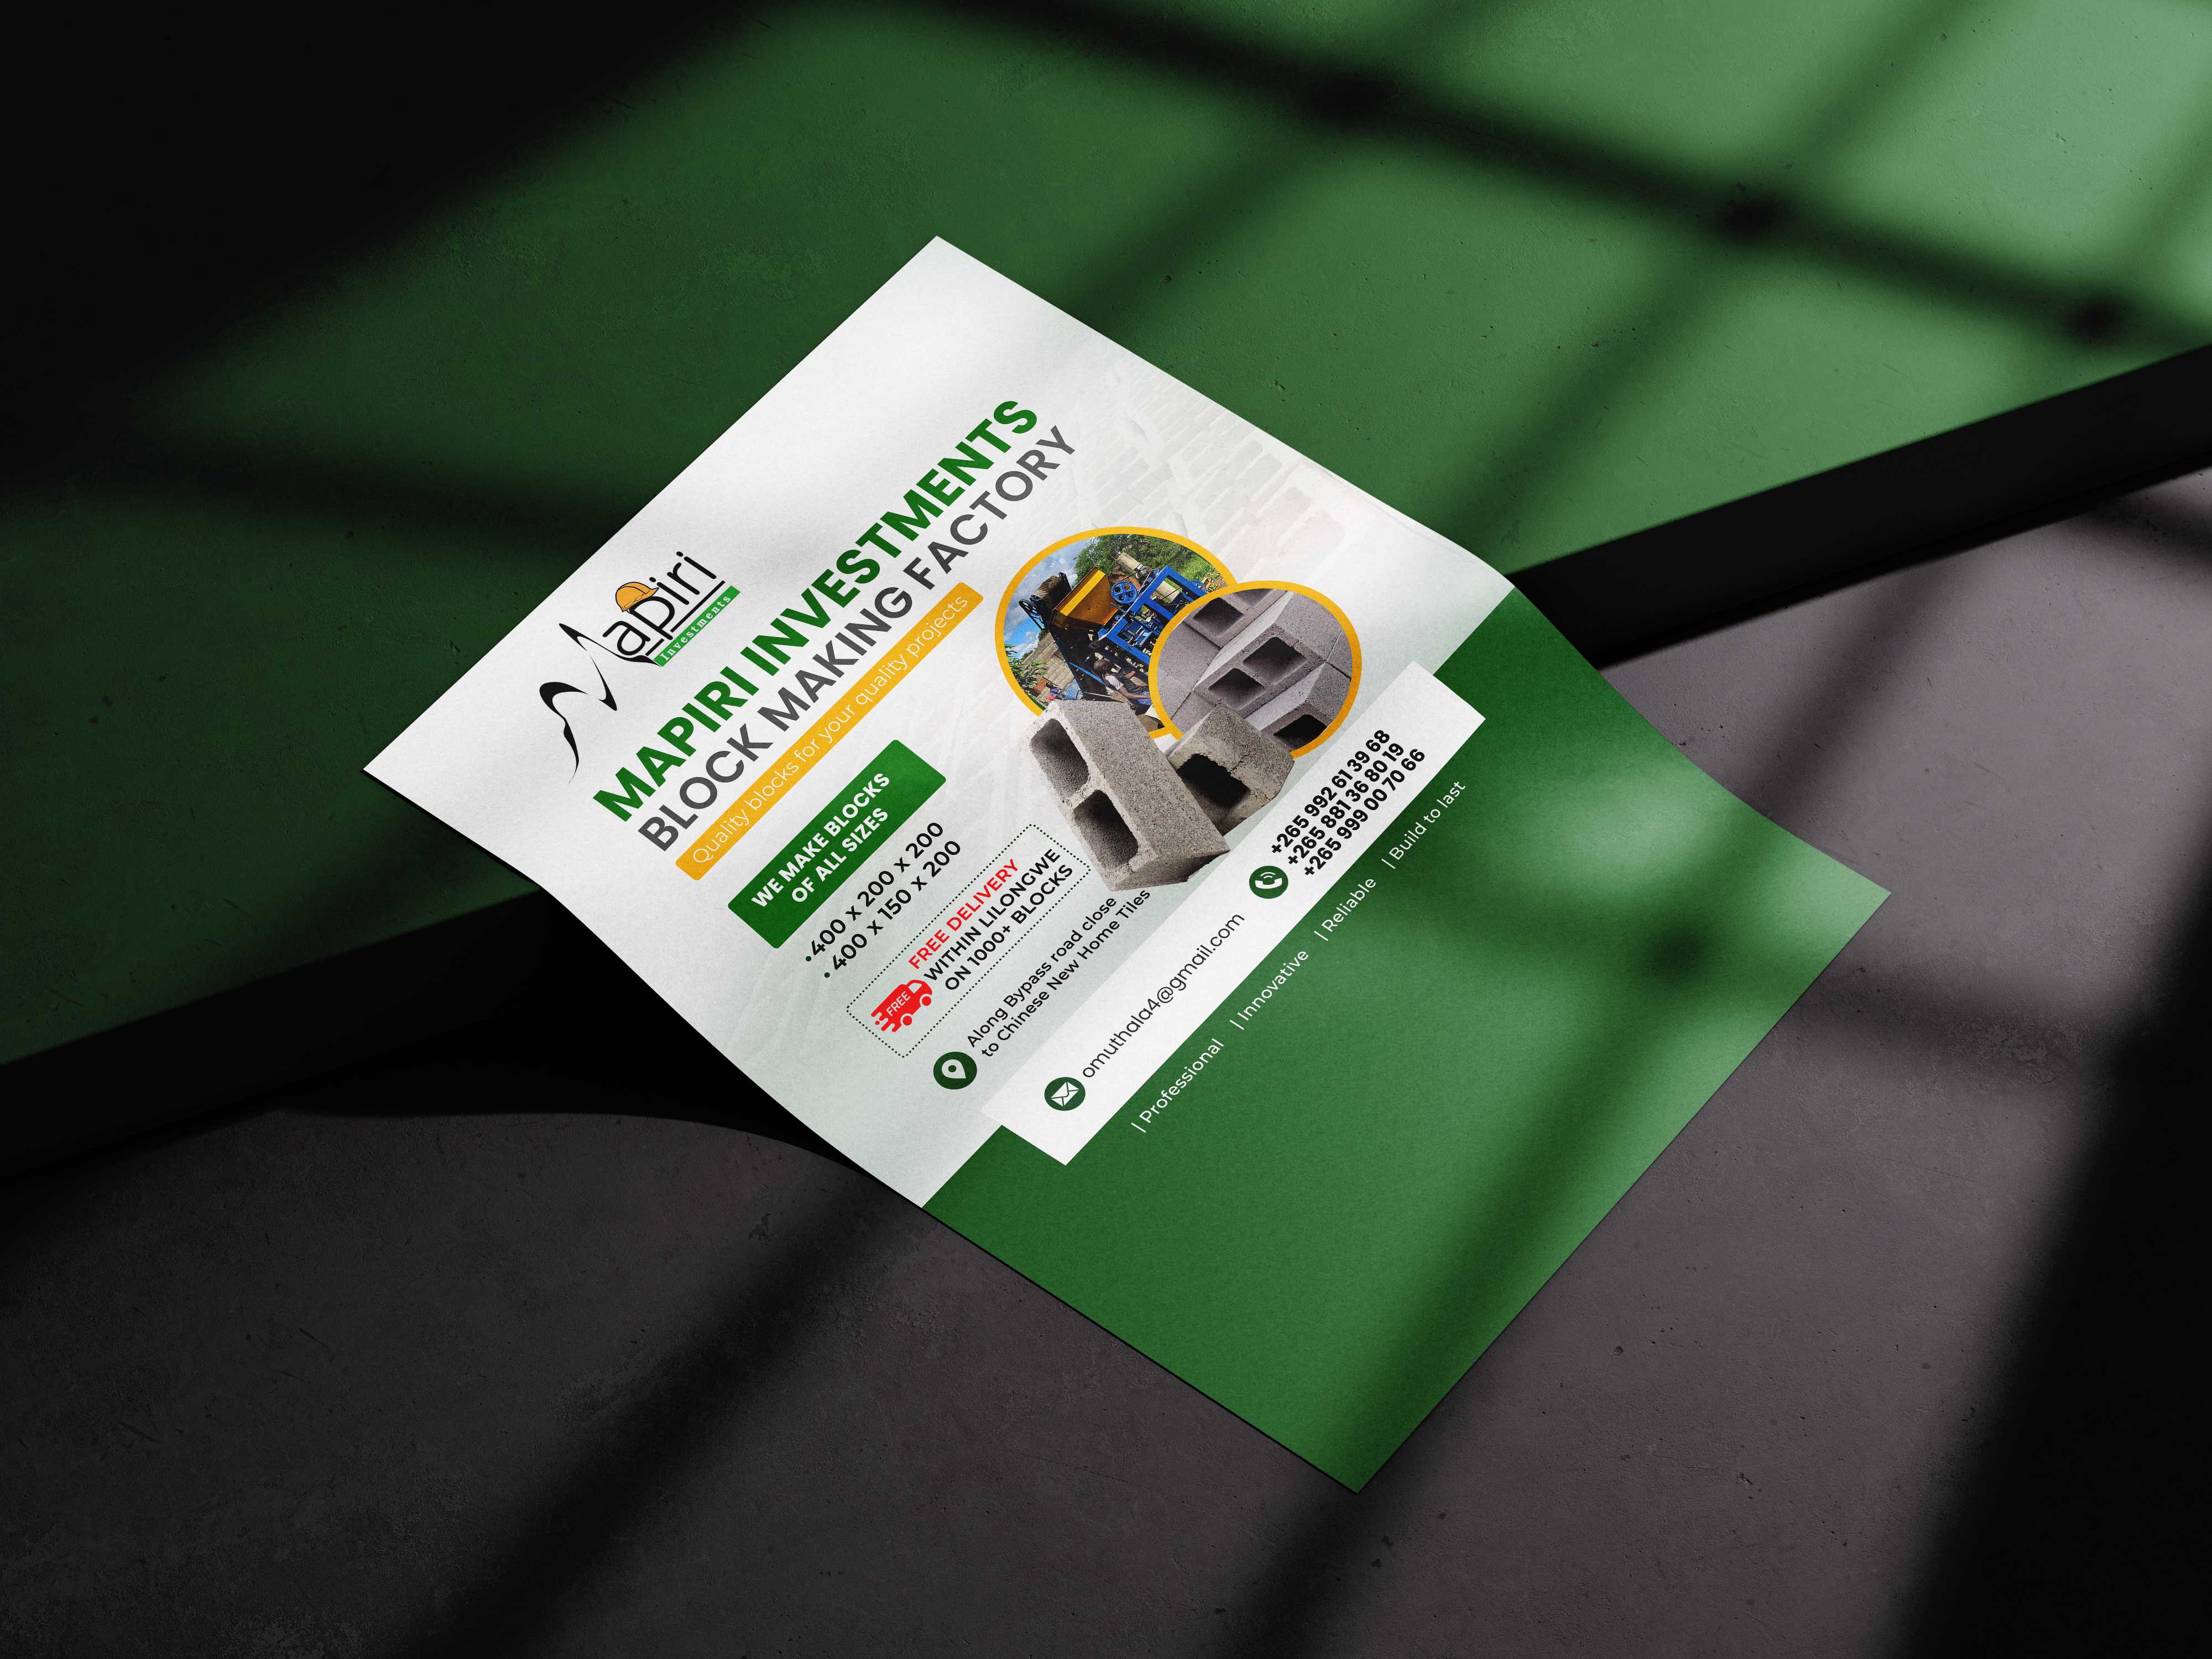 Mapiri
Investments
MAPIRI INVESTMENTS
BLOCK MAKING FACTORY
Quality blocks for your quality projects
WE MAKE BLOCKS
OF ALL SIZES
•400 x 200 x 200
•400 x 150 x 200
FREE
FREE DELIVERY
WITHIN LILONGWE
ON 1000+ BLOCKS
Along Bypass road close
to Chinese New Home Tiles
omuthala4@gmail.com
+265 992 61 39 68
+265 881 36 80 19
+265 999 00 70 66
| Professional | Innovative | Reliable | Build to last